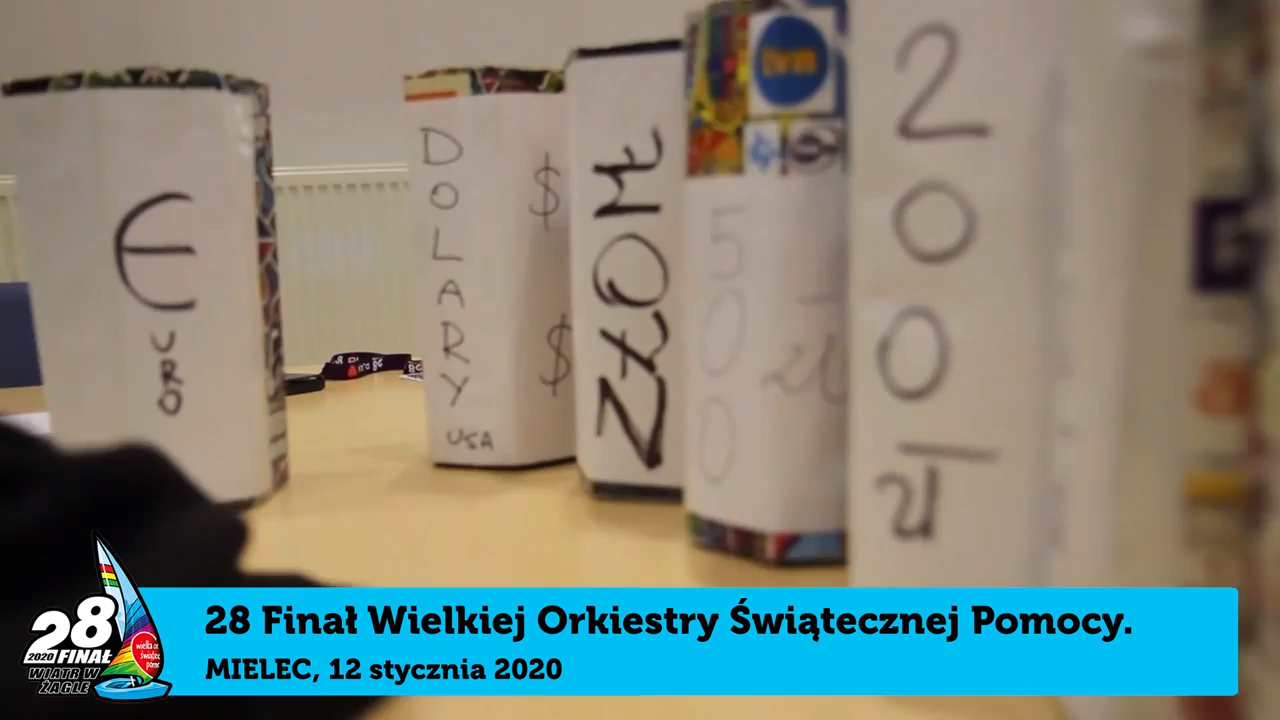 €
URO
DOLARY
USA
$
$
ZŁOTE
tvn
500
zł
200
zł
28
2020 FINAŁ
WIATR W
ŻAGLE
28 Finał Wielkiej Orkiestry Świątecznej Pomocy.
MIELEC, 12 stycznia 2020